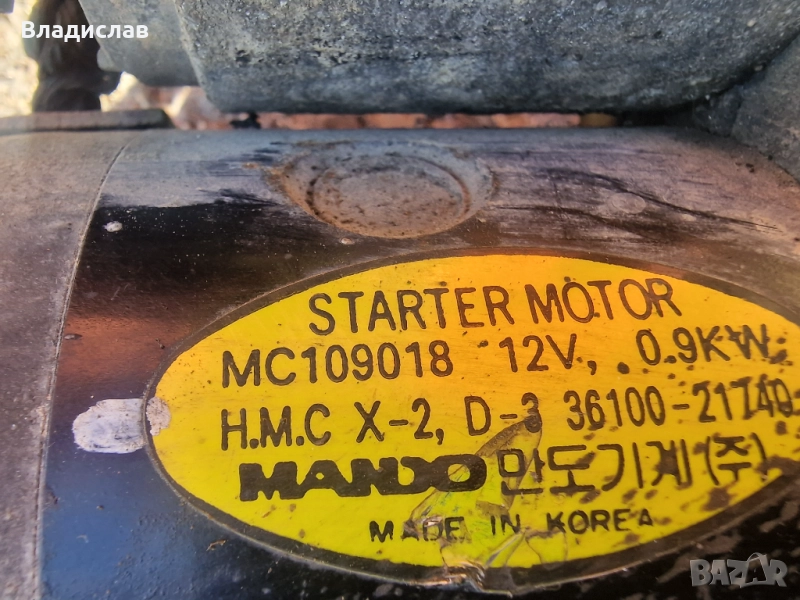 Владислав
STARTER MOTOR
MC109018 12V, 0.9KW
H.M.C X-2, D-3 36100-21740
MANDO 만도기계(주)
MADE IN KOREA
BAZAR